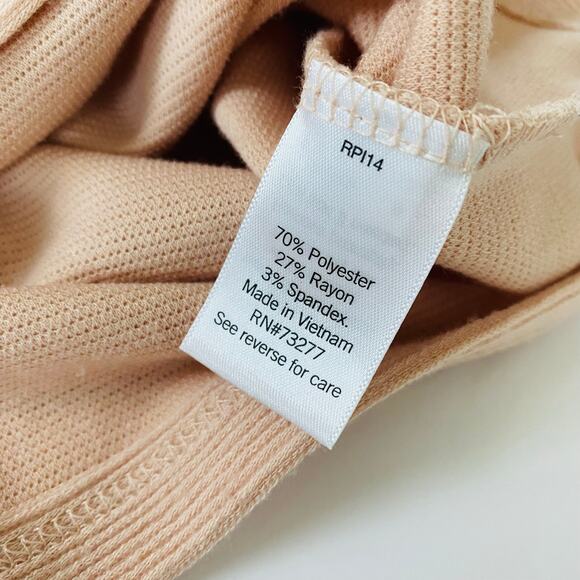 RPI14
70% Polyester
27% Rayon
3% Spandex.
Made in Vietnam
RN#73277
See reverse for care